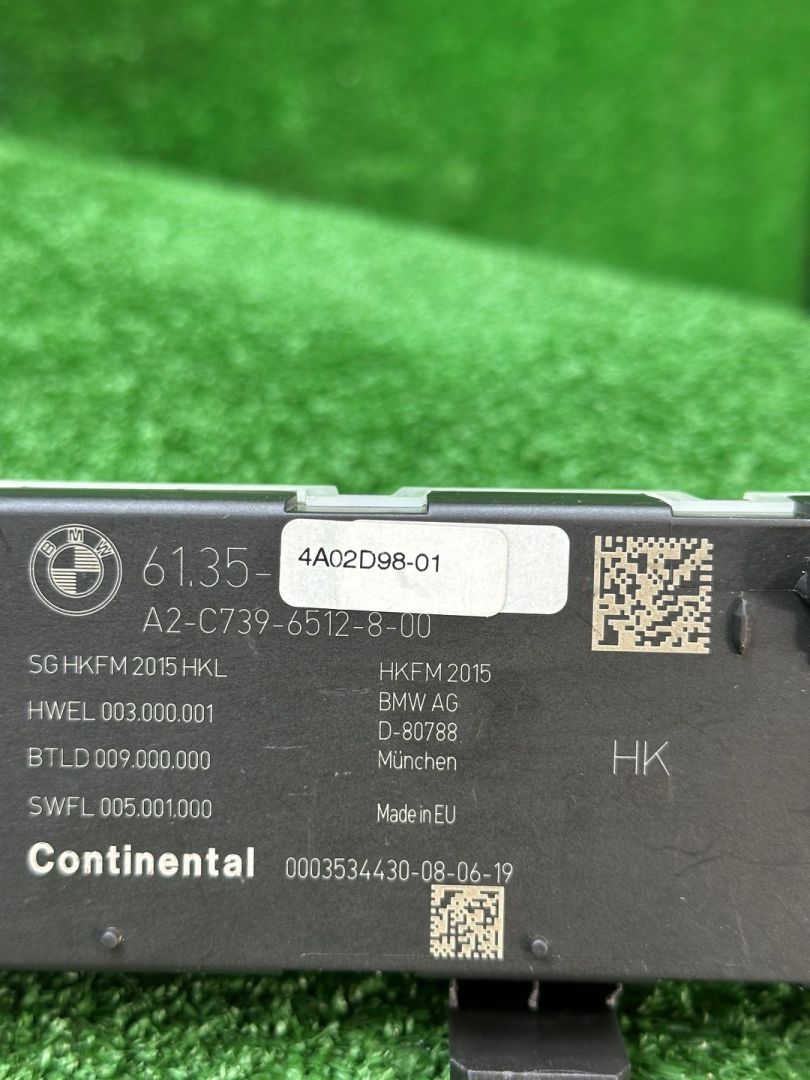 BMW
61.35-
4A02D98-01
A2-C739-6512-8-00
SG HKFM 2015 HKL
HWEL 003.000.001
BTLD 009.000.000
SWFL 005.001.000
HKFM 2015
BMW AG
D-80788
München
Made in EU
HK
Continental
0003534430-08-06-19